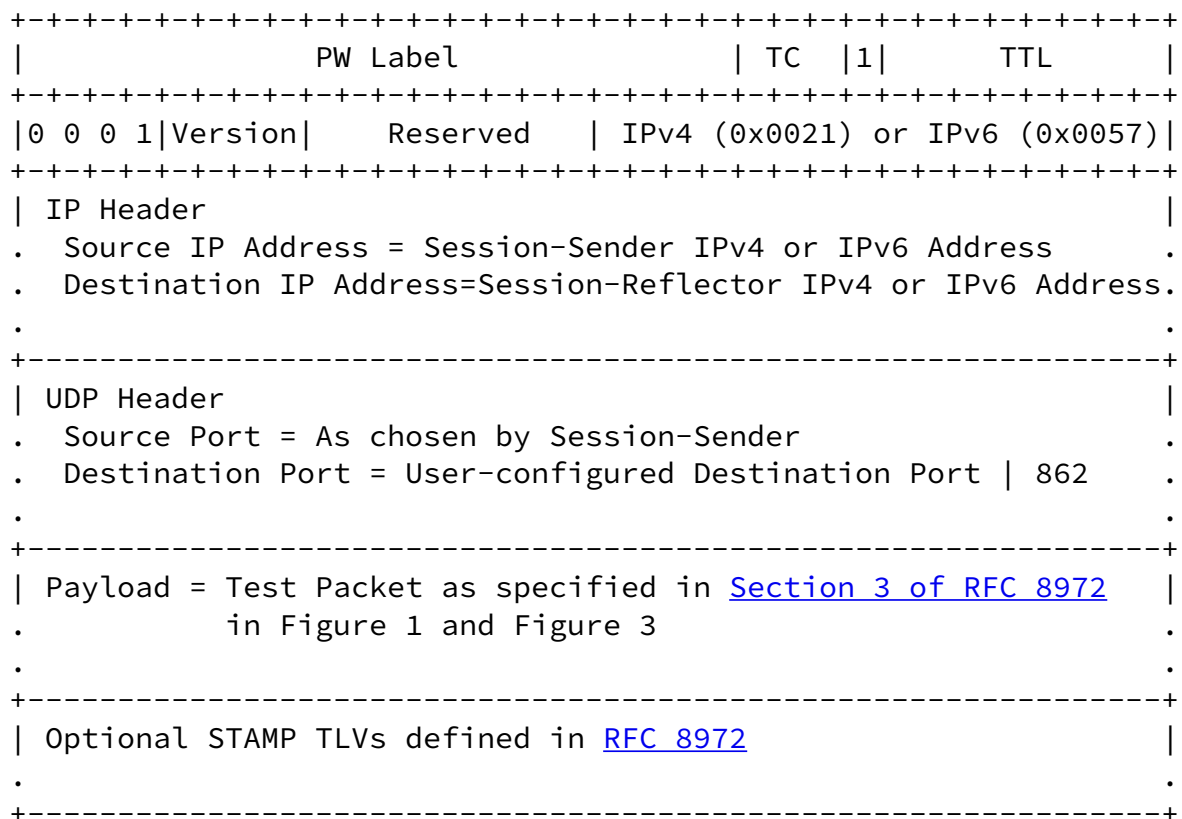 +-+-+-+-+-+-+-+-+-+-+-+-+-+-+-+-+-+-+-+-+-+-+-+-+-+-+-+-+-+-+-+-+
|                PW Label               | TC  |1|      TTL      |
+-+-+-+-+-+-+-+-+-+-+-+-+-+-+-+-+-+-+-+-+-+-+-+-+-+-+-+-+-+-+-+-+
|0 0 0 1|Version|    Reserved   | IPv4 (0x0021) or IPv6 (0x0057)|
+-+-+-+-+-+-+-+-+-+-+-+-+-+-+-+-+-+-+-+-+-+-+-+-+-+-+-+-+-+-+-+-+
| IP Header                                                     |
.  Source IP Address = Session-Sender IPv4 or IPv6 Address      .
.  Destination IP Address=Session-Reflector IPv4 or IPv6 Address.
.                                                               .
+---------------------------------------------------------------+
| UDP Header                                                    |
.  Source Port = As chosen by Session-Sender                    .
.  Destination Port = User-configured Destination Port | 862    .
.                                                               .
+---------------------------------------------------------------+
| Payload = Test Packet as specified in Section 3 of RFC 8972   |
.           in Figure 1 and Figure 3                            .
.                                                               .
+---------------------------------------------------------------+
| Optional STAMP TLVs defined in RFC 8972                       |
.                                                               .
+---------------------------------------------------------------+